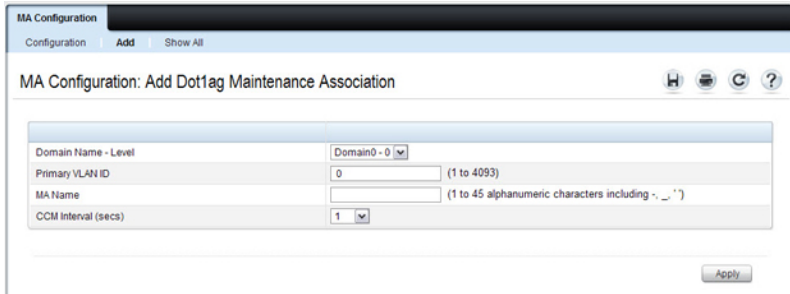 MA Configuration
Configuration Add Show All
MA Configuration: Add Dot1ag Maintenance Association
?
Domain Name - Level Domain0 - 0
Primary VLAN ID 0 (1 to 4093)
MA Name (1 to 45 alphanumeric characters including -, _, ' ')
CCM Interval (secs) 1
Apply